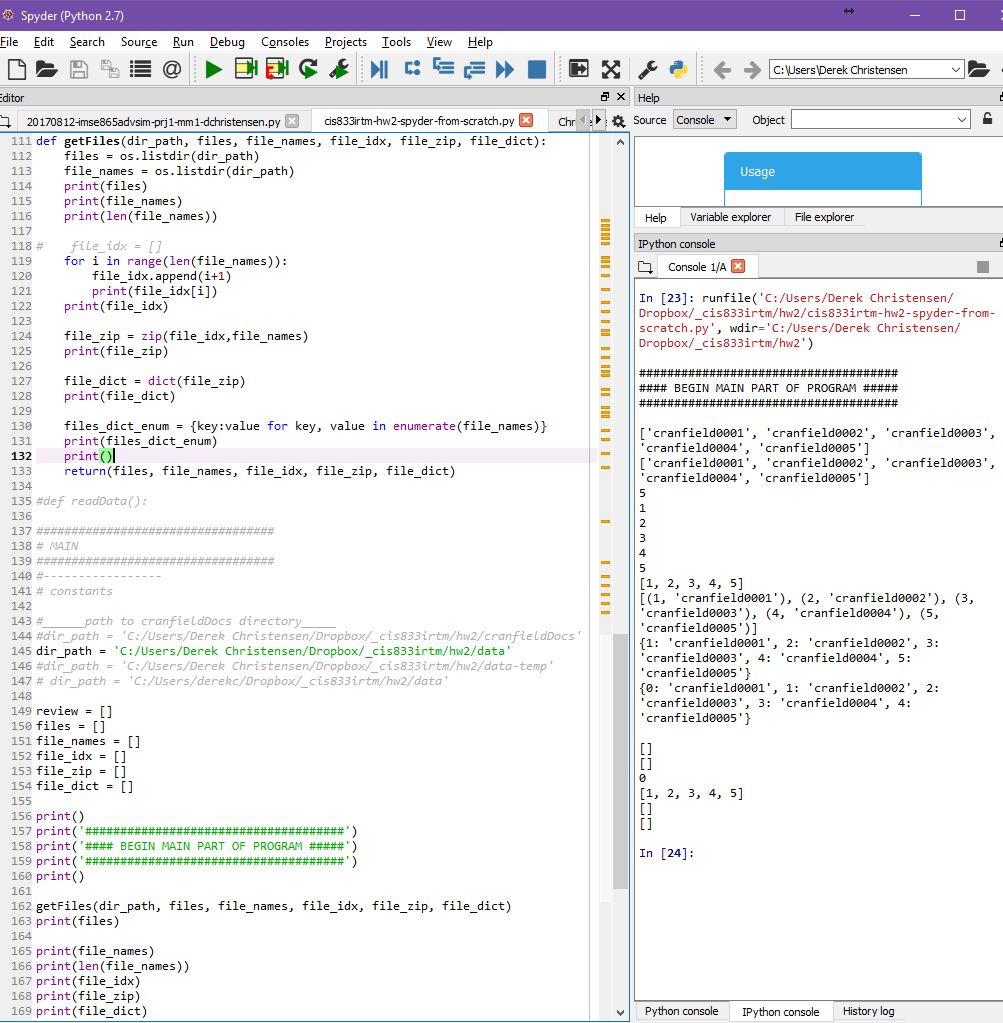 Spyder (Python 2.7)
File Edit Search Source Run Debug Consoles Projects Tools View Help
C:\Users\Derek Christensen
Editor
20170812-imse865advsim-prj1-mm1-dchristensen.py cis833irtm-hw2-spyder-from-scratch.py
111 def getFiles(dir_path, files, file_names, file_idx, file_zip, file_dict):
112 files = os.listdir(dir_path)
113 file_names = os.listdir(dir_path)
114 print(files)
115 print(file_names)
116 print(len(file_names))
117
118 # file_idx = []
119 for i in range(len(file_names)):
120 file_idx.append(i+1)
121 print(file_idx[i])
122 print(file_idx)
123
124 file_zip = zip(file_idx,file_names)
125 print(file_zip)
126
127 file_dict = dict(file_zip)
128 print(file_dict)
129
130 files_dict_enum = {key:value for key, value in enumerate(file_names)}
131 print(files_dict_enum)
132 print()
133 return(files, file_names, file_idx, file_zip, file_dict)
134
135 #def readData():
136
137 ##################################
138 # MAIN
139 ##################################
140 #-----------------
141 # constants
142
143 #______path to cranfieldDocs directory_____
144 #dir_path = 'C:/Users/Derek Christensen/Dropbox/_cis833irtm/hw2/cranfieldDocs'
145 dir_path = 'C:/Users/Derek Christensen/Dropbox/_cis833irtm/hw2/data'
146 #dir_path = 'C:/Users/Derek Christensen/Dropbox/_cis833irtm/hw2/data-temp'
147 # dir_path = 'C:/Users/derekc/Dropbox/_cis833irtm/hw2/data'
148
149 review = []
150 files = []
151 file_names = []
152 file_idx = []
153 file_zip = []
154 file_dict = []
155
156 print()
157 print('#####################################')
158 print('#### BEGIN MAIN PART OF PROGRAM #####')
159 print('#####################################')
160 print()
161
162 getFiles(dir_path, files, file_names, file_idx, file_zip, file_dict)
163 print(files)
164
165 print(file_names)
166 print(len(file_names))
167 print(file_idx)
168 print(file_zip)
169 print(file_dict)
Help
Source Console Object
Usage
Help Variable explorer File explorer
IPython console
Console 1/A
In [23]: runfile('C:/Users/Derek Christensen/
Dropbox/_cis833irtm/hw2/cis833irtm-hw2-spyder-from-
scratch.py', wdir='C:/Users/Derek Christensen/
Dropbox/_cis833irtm/hw2')
#####################################
#### BEGIN MAIN PART OF PROGRAM #####
#####################################
['cranfield0001', 'cranfield0002', 'cranfield0003',
'cranfield0004', 'cranfield0005']
['cranfield0001', 'cranfield0002', 'cranfield0003',
'cranfield0004', 'cranfield0005']
5
1
2
3
4
5
[1, 2, 3, 4, 5]
[(1, 'cranfield0001'), (2, 'cranfield0002'), (3,
'cranfield0003'), (4, 'cranfield0004'), (5,
'cranfield0005')]
{1: 'cranfield0001', 2: 'cranfield0002', 3:
'cranfield0003', 4: 'cranfield0004', 5:
'cranfield0005'}
{0: 'cranfield0001', 1: 'cranfield0002', 2:
'cranfield0003', 3: 'cranfield0004', 4:
'cranfield0005'}
[]
[]
0
[1, 2, 3, 4, 5]
[]
[]
In [24]:
Python console IPython console History log